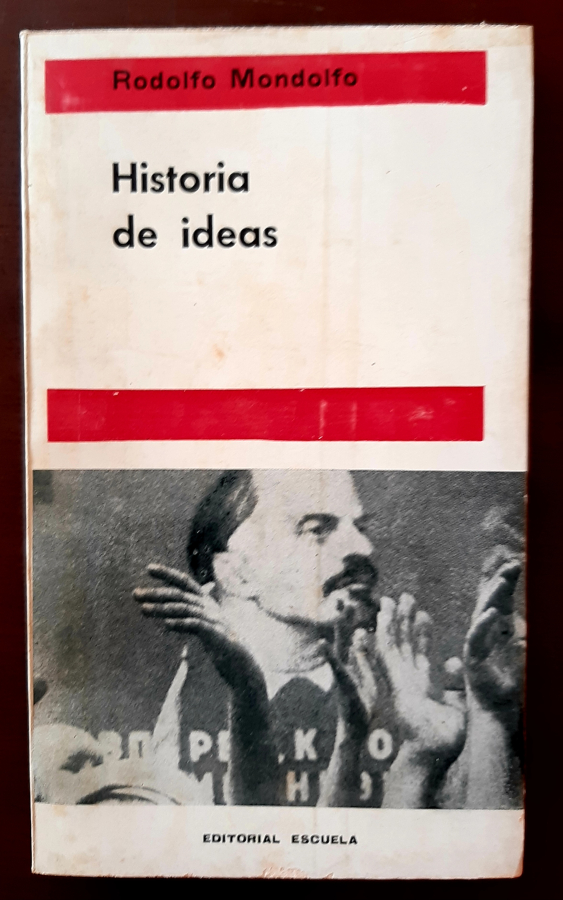 Rodolfo Mondolfo
Historia
de ideas
EDITORIAL ESCUELA